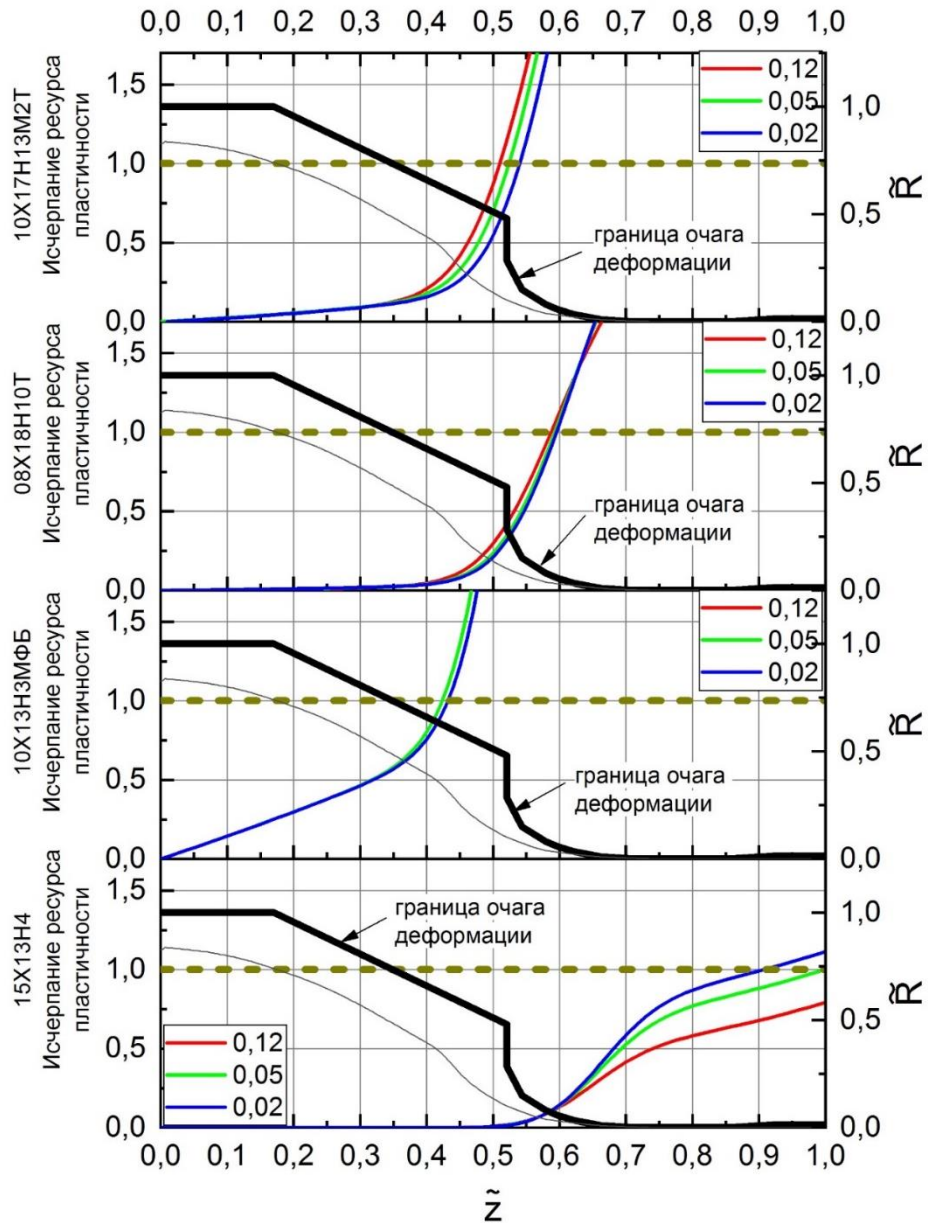 0,0 0,1 0,2 0,3 0,4 0,5 0,6 0,7 0,8 0,9 1,0
10Х17Н13М2Т
Исчерпание ресурса
пластичности
1,5
1,0
0,5
0,0
0,12
0,05
0,02
граница очага
деформации
1,0
0,5
0,0
R̃
08Х18Н10Т
Исчерпание ресурса
пластичности
1,5
1,0
0,5
0,0
0,12
0,05
0,02
граница очага
деформации
1,0
0,5
0,0
R̃
10Х13Н3МФБ
Исчерпание ресурса
пластичности
1,5
1,0
0,5
0,0
0,12
0,05
0,02
граница очага
деформации
1,0
0,5
0,0
R̃
15Х13Н4
Исчерпание ресурса
пластичности
1,5
1,0
0,5
0,0
граница очага
деформации
0,12
0,05
0,02
1,0
0,5
0,0
R̃
0,0 0,1 0,2 0,3 0,4 0,5 0,6 0,7 0,8 0,9 1,0
z̃